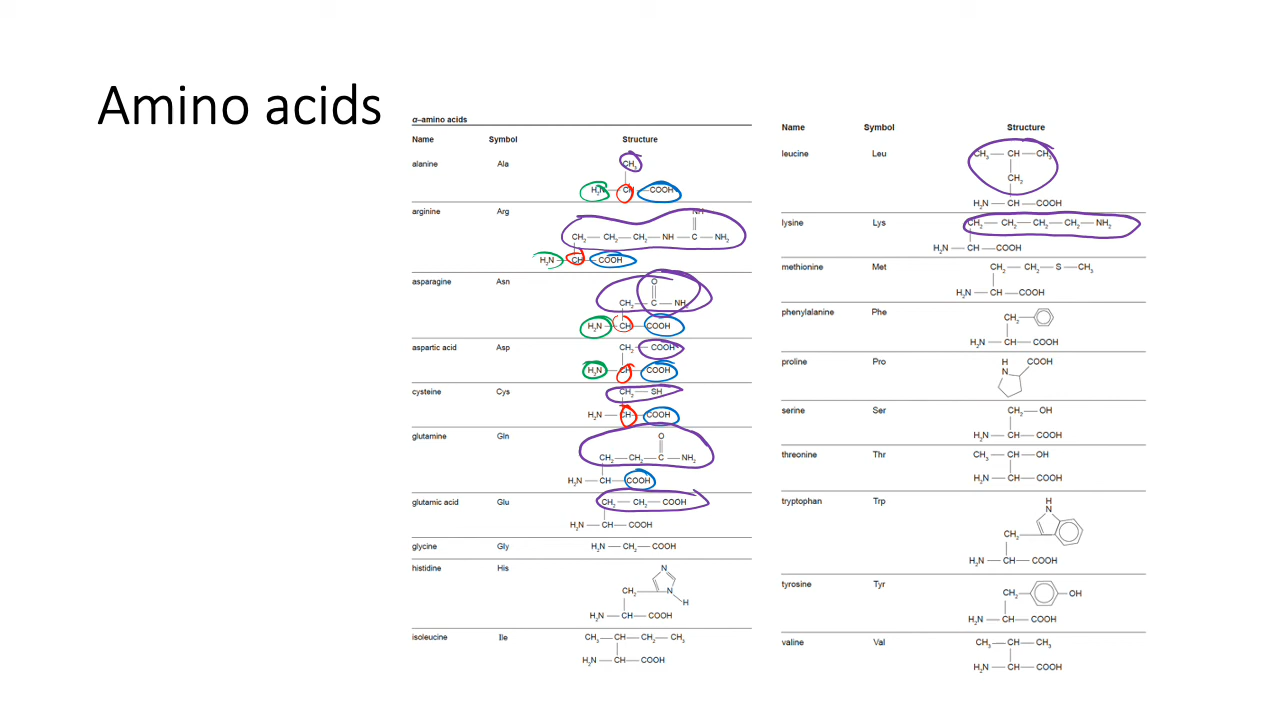 Amino acids
α–amino acids
Name Symbol Structure
alanine Ala
CH₃
H₂N — CH — COOH
arginine Arg
NH
CH₂ — CH₂ — CH₂ — NH — C — NH₂
H₂N — CH — COOH
asparagine Asn
O
CH₂ — C — NH₂
H₂N — CH — COOH
aspartic acid Asp
CH₂ — COOH
H₂N — CH — COOH
cysteine Cys
CH₂ — SH
H₂N — CH — COOH
glutamine Gln
O
CH₂ — CH₂ — C — NH₂
H₂N — CH — COOH
glutamic acid Glu
CH₂ — CH₂ — COOH
H₂N — CH — COOH
glycine Gly
H₂N — CH₂ — COOH
histidine His
N
CH₂ N
H
H₂N — CH — COOH
isoleucine Ile
CH₃ — CH — CH₂ — CH₃
H₂N — CH — COOH
Name Symbol Structure
leucine Leu
CH₃ — CH — CH₃
CH₂
H₂N — CH — COOH
lysine Lys
CH₂ — CH₂ — CH₂ — CH₂ — NH₂
H₂N — CH — COOH
methionine Met
CH₂ — CH₂ — S — CH₃
H₂N — CH — COOH
phenylalanine Phe
CH₂
H₂N — CH — COOH
proline Pro
H COOH
N
serine Ser
CH₂ — OH
H₂N — CH — COOH
threonine Thr
CH₃ — CH — OH
H₂N — CH — COOH
tryptophan Trp
H
N
CH₂
H₂N — CH — COOH
tyrosine Tyr
CH₂ OH
H₂N — CH — COOH
valine Val
CH₃ — CH — CH₃
H₂N — CH — COOH